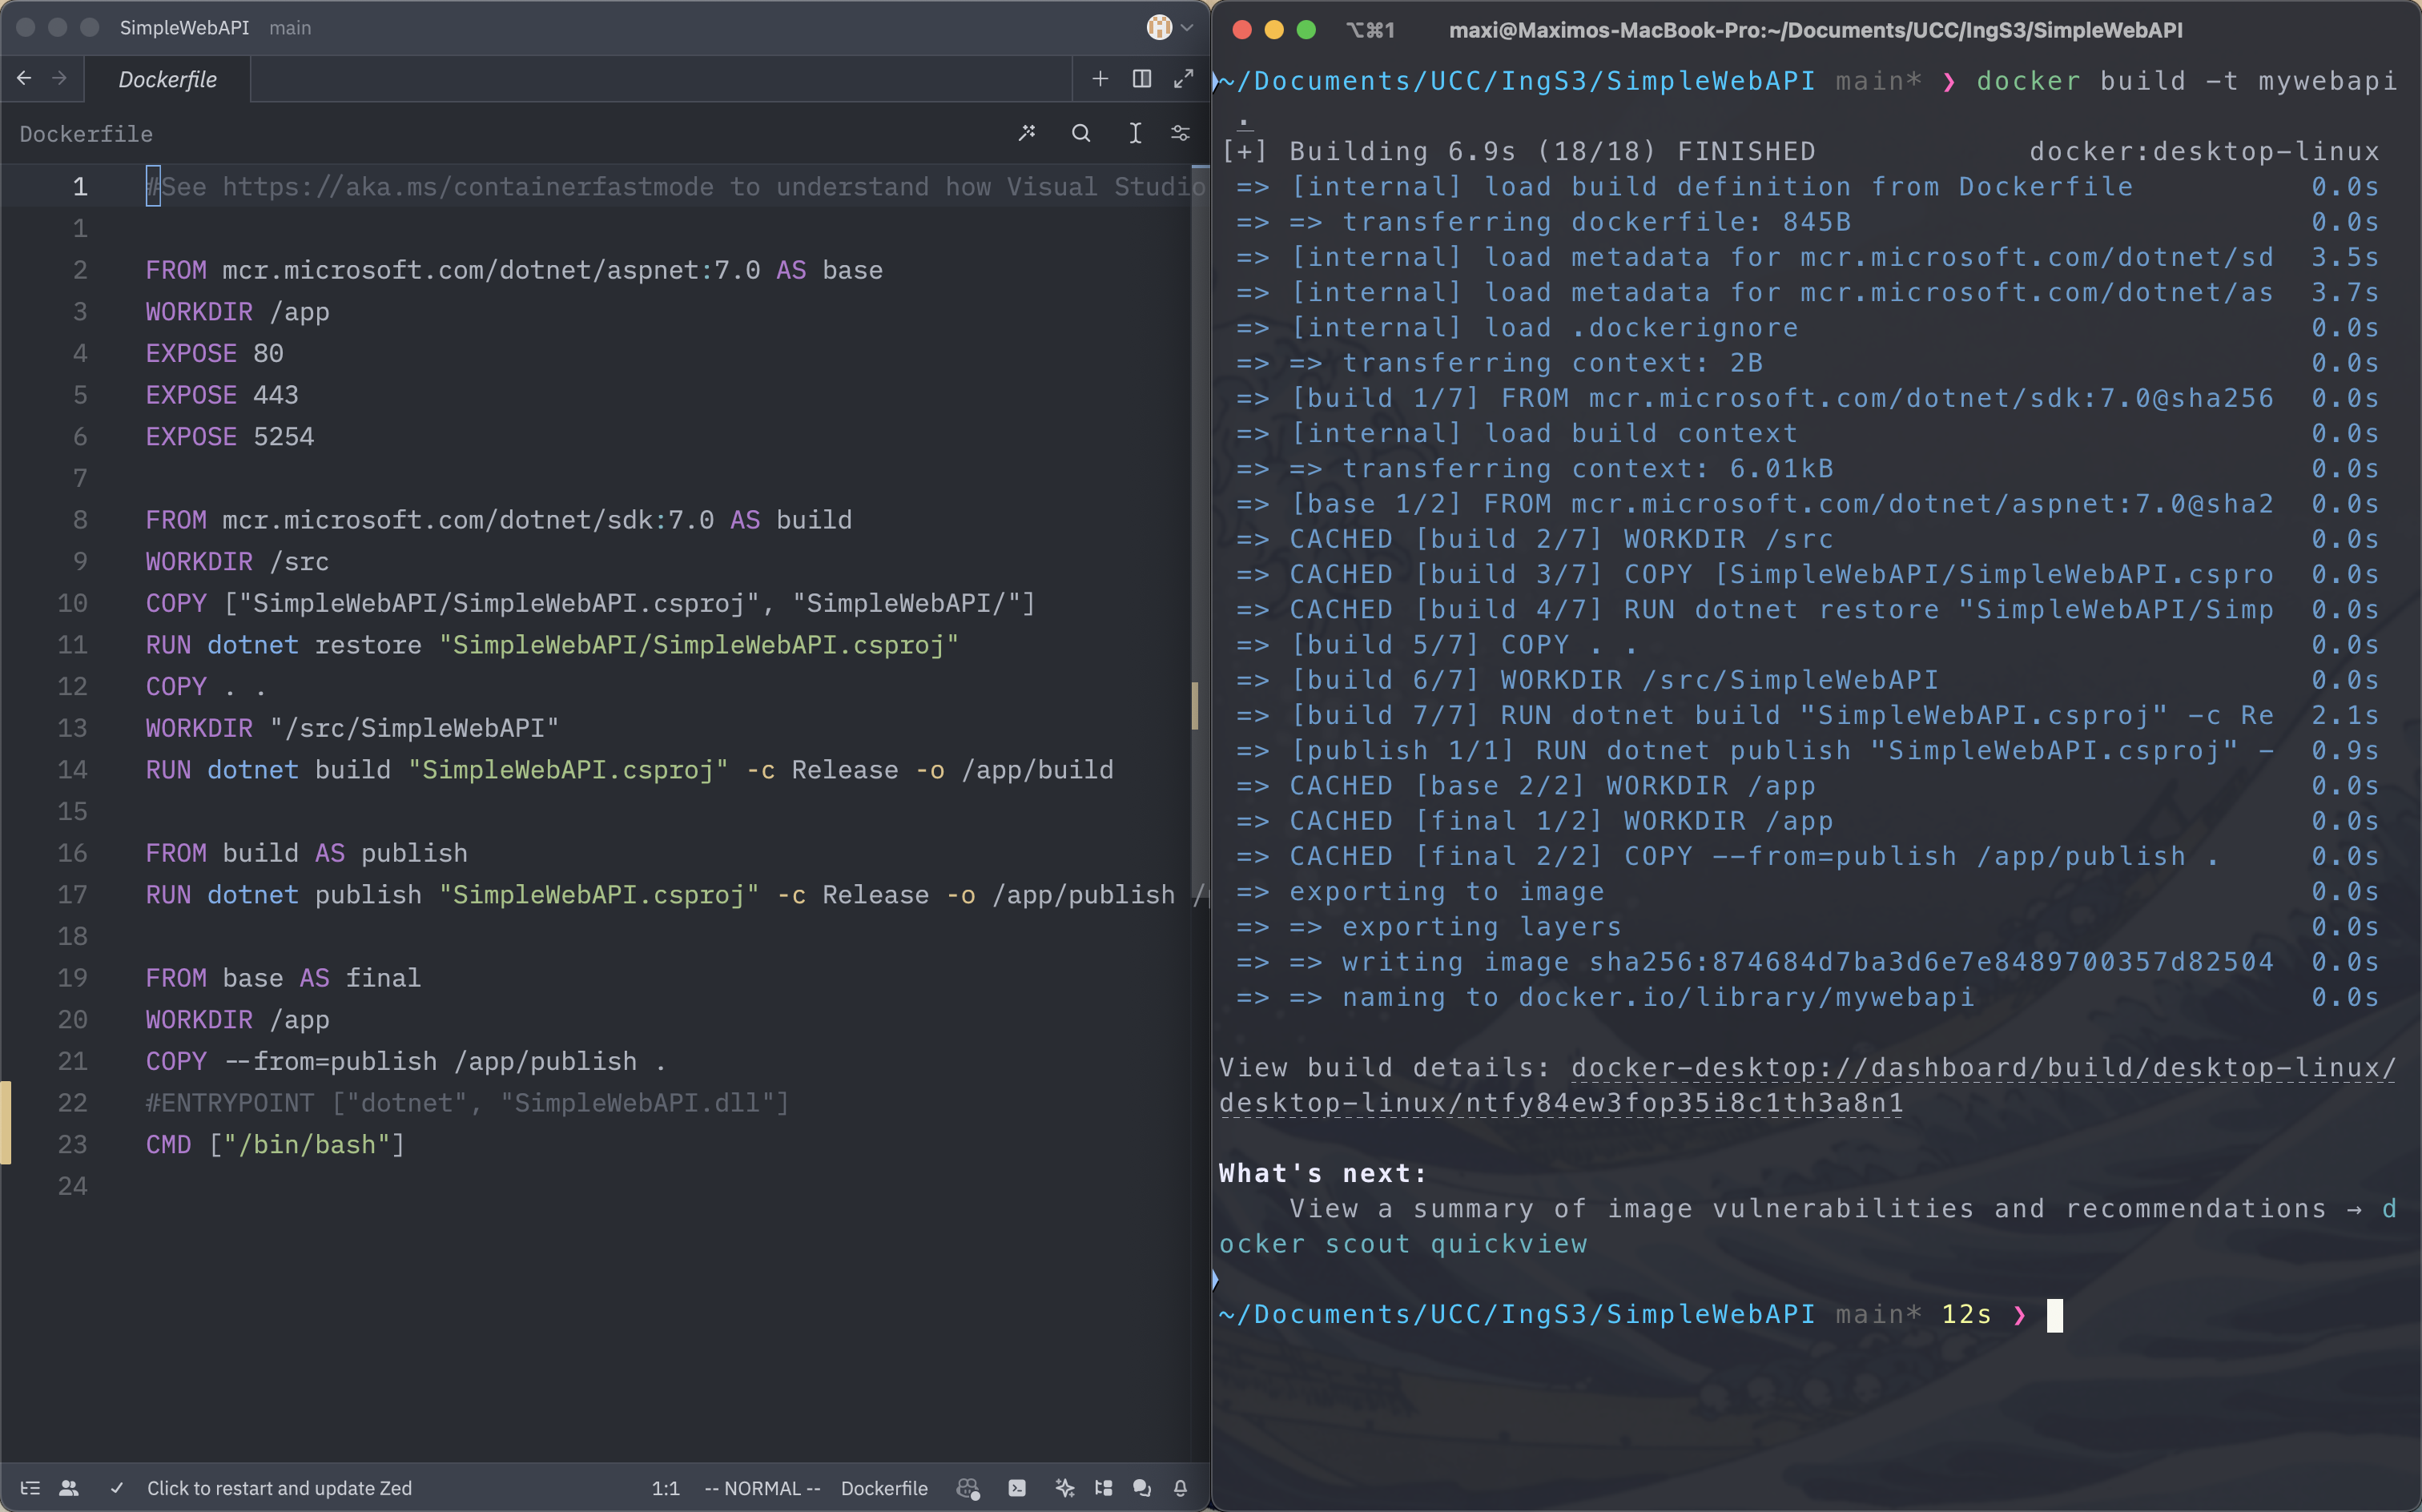 SimpleWebAPI main
Dockerfile
Dockerfile
1 #See https://aka.ms/containerfastmode to understand how Visual Studio
1
2 FROM mcr.microsoft.com/dotnet/aspnet:7.0 AS base
3 WORKDIR /app
4 EXPOSE 80
5 EXPOSE 443
6 EXPOSE 5254
7
8 FROM mcr.microsoft.com/dotnet/sdk:7.0 AS build
9 WORKDIR /src
10 COPY ["SimpleWebAPI/SimpleWebAPI.csproj", "SimpleWebAPI/"]
11 RUN dotnet restore "SimpleWebAPI/SimpleWebAPI.csproj"
12 COPY . .
13 WORKDIR "/src/SimpleWebAPI"
14 RUN dotnet build "SimpleWebAPI.csproj" -c Release -o /app/build
15
16 FROM build AS publish
17 RUN dotnet publish "SimpleWebAPI.csproj" -c Release -o /app/publish /
18
19 FROM base AS final
20 WORKDIR /app
21 COPY --from=publish /app/publish .
22 #ENTRYPOINT ["dotnet", "SimpleWebAPI.dll"]
23 CMD ["/bin/bash"]
24
Click to restart and update Zed 1:1 -- NORMAL -- Dockerfile
⌥⌘1 maxi@Maximos-MacBook-Pro:~/Documents/UCC/IngS3/SimpleWebAPI
~/Documents/UCC/IngS3/SimpleWebAPI main* ❯ docker build -t mywebapi
.
[+] Building 6.9s (18/18) FINISHED docker:desktop-linux
=> [internal] load build definition from Dockerfile 0.0s
=> => transferring dockerfile: 845B 0.0s
=> [internal] load metadata for mcr.microsoft.com/dotnet/sd 3.5s
=> [internal] load metadata for mcr.microsoft.com/dotnet/as 3.7s
=> [internal] load .dockerignore 0.0s
=> => transferring context: 2B 0.0s
=> [build 1/7] FROM mcr.microsoft.com/dotnet/sdk:7.0@sha256 0.0s
=> [internal] load build context 0.0s
=> => transferring context: 6.01kB 0.0s
=> [base 1/2] FROM mcr.microsoft.com/dotnet/aspnet:7.0@sha2 0.0s
=> CACHED [build 2/7] WORKDIR /src 0.0s
=> CACHED [build 3/7] COPY [SimpleWebAPI/SimpleWebAPI.cspro 0.0s
=> CACHED [build 4/7] RUN dotnet restore "SimpleWebAPI/Simp 0.0s
=> [build 5/7] COPY . . 0.0s
=> [build 6/7] WORKDIR /src/SimpleWebAPI 0.0s
=> [build 7/7] RUN dotnet build "SimpleWebAPI.csproj" -c Re 2.1s
=> [publish 1/1] RUN dotnet publish "SimpleWebAPI.csproj" - 0.9s
=> CACHED [base 2/2] WORKDIR /app 0.0s
=> CACHED [final 1/2] WORKDIR /app 0.0s
=> CACHED [final 2/2] COPY --from=publish /app/publish . 0.0s
=> exporting to image 0.0s
=> => exporting layers 0.0s
=> => writing image sha256:874684d7ba3d6e7e8489700357d82504 0.0s
=> => naming to docker.io/library/mywebapi 0.0s
View build details: docker-desktop://dashboard/build/desktop-linux/
desktop-linux/ntfy84ew3fop35i8c1th3a8n1
What's next:
View a summary of image vulnerabilities and recommendations → d
ocker scout quickview
~/Documents/UCC/IngS3/SimpleWebAPI main* 12s ❯